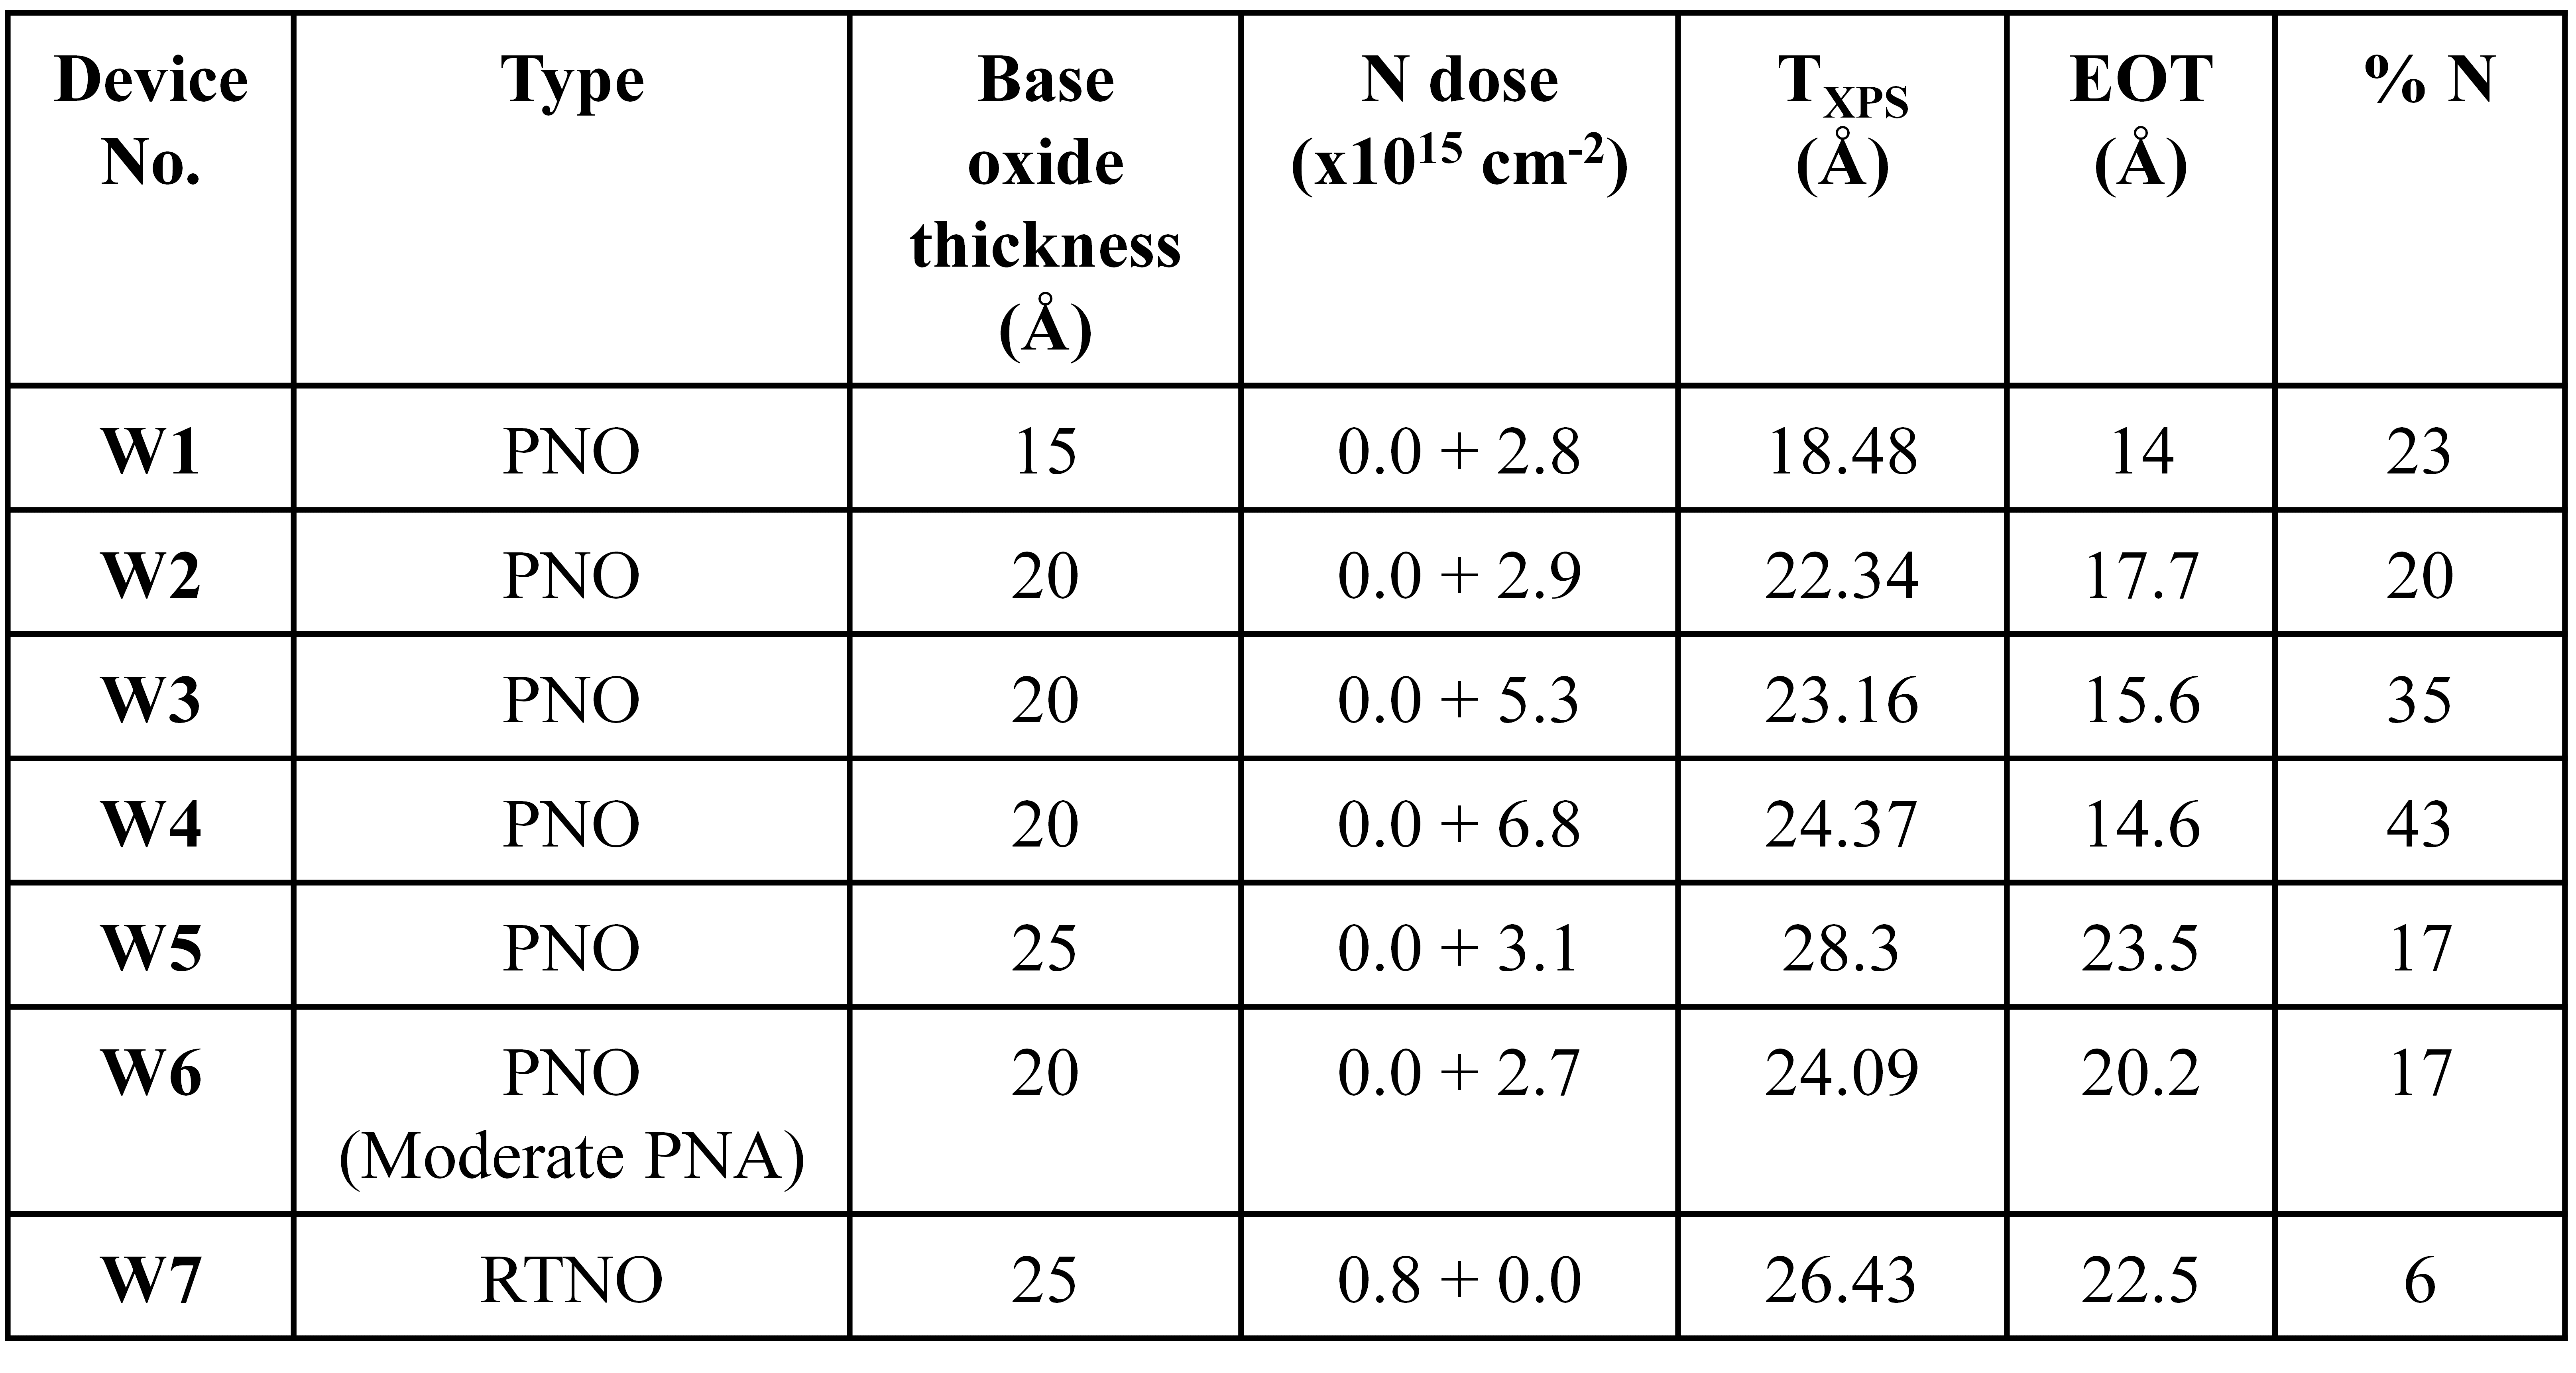 Device No. | Type | Base oxide thickness (Å) | N dose (x10¹⁵ cm⁻²) | T_XPS (Å) | EOT (Å) | % N
W1 | PNO | 15 | 0.0 + 2.8 | 18.48 | 14 | 23
W2 | PNO | 20 | 0.0 + 2.9 | 22.34 | 17.7 | 20
W3 | PNO | 20 | 0.0 + 5.3 | 23.16 | 15.6 | 35
W4 | PNO | 20 | 0.0 + 6.8 | 24.37 | 14.6 | 43
W5 | PNO | 25 | 0.0 + 3.1 | 28.3 | 23.5 | 17
W6 | PNO (Moderate PNA) | 20 | 0.0 + 2.7 | 24.09 | 20.2 | 17
W7 | RTNO | 25 | 0.8 + 0.0 | 26.43 | 22.5 | 6